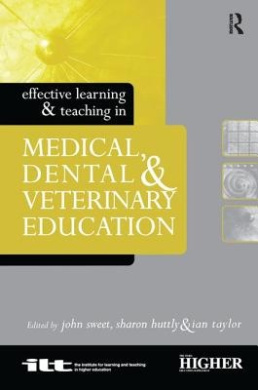 R
effective learning
& teaching in
MEDICAL,
DENTAL &
VETERINARY
EDUCATION
Edited by john sweet, sharon huttly & ian taylor
ilt
the institute for learning and teaching
in higher education
HIGHER